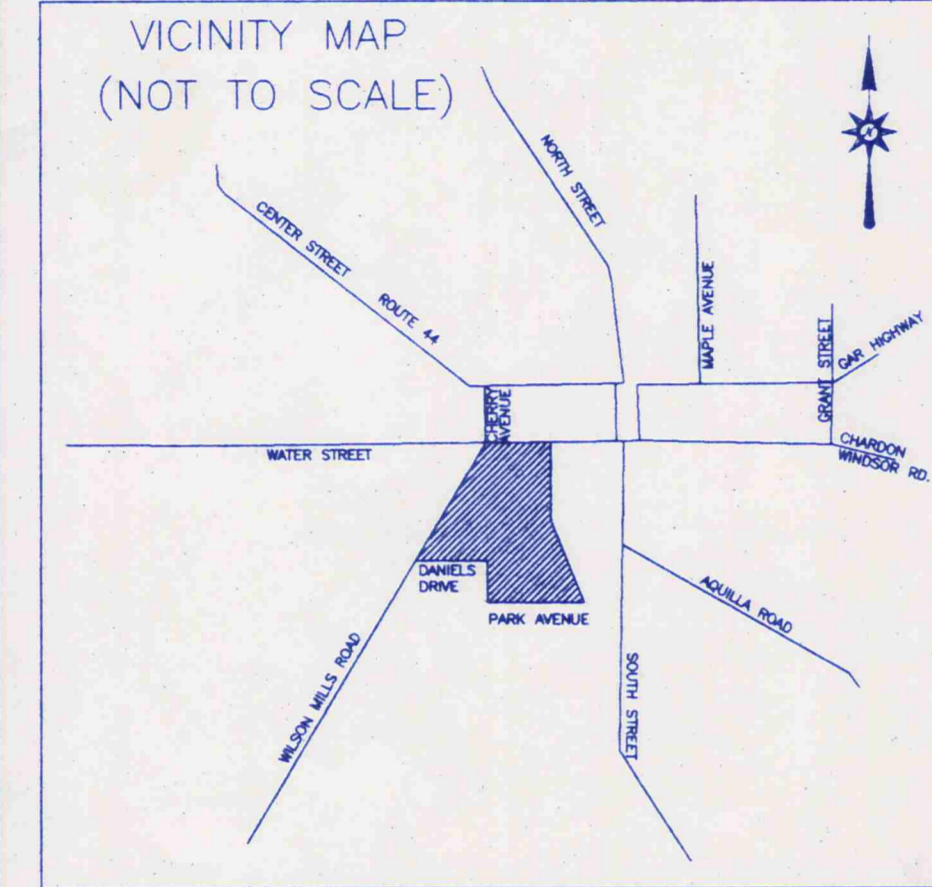 VICINITY MAP
(NOT TO SCALE)
N
NORTH STREET
CENTER STREET
ROUTE 44
MAPLE AVENUE
GRANT STREET
GAR HIGHWAY
CHERRY
AVENUE
WATER STREET
CHARDON
WINDSOR RD.
DANIELS
DRIVE
PARK AVENUE
AQUILLA ROAD
WILSON MILLS ROAD
SOUTH STREET